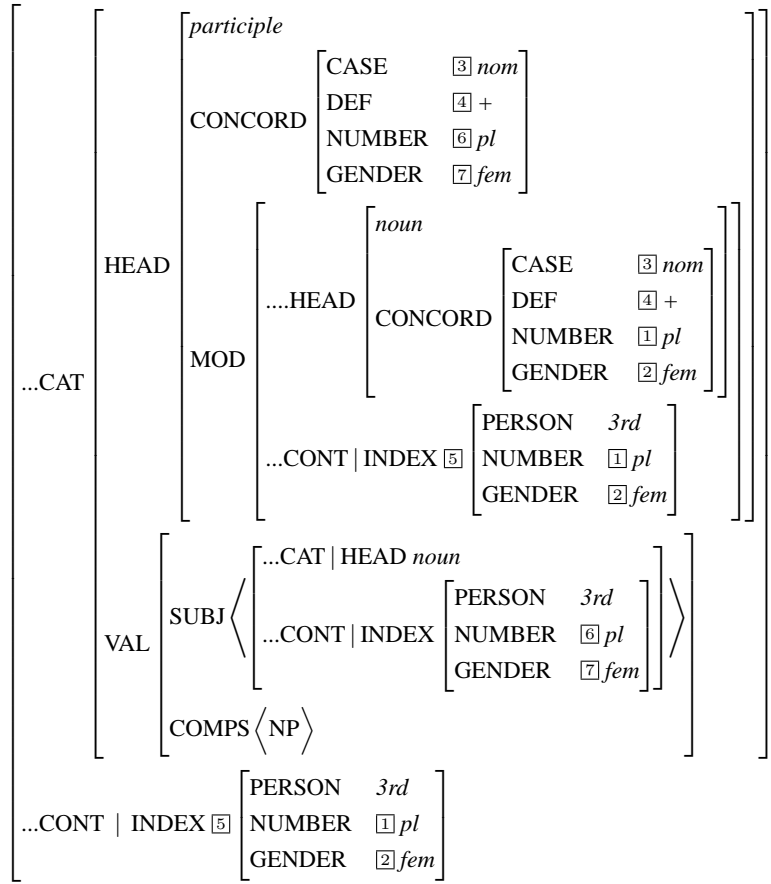 participle
CASE 3 nom
DEF 4 +
CONCORD
NUMBER 6 pl
GENDER 7 fem
noun
HEAD
CASE 3 nom
....HEAD
DEF 4 +
CONCORD
NUMBER 1 pl
MOD
GENDER 2 fem
...CAT
PERSON 3rd
...CONT | INDEX 5 NUMBER 1 pl
GENDER 2 fem
...CAT | HEAD noun
SUBJ
PERSON 3rd
VAL
...CONT | INDEX NUMBER 6 pl
GENDER 7 fem
COMPS ⟨NP⟩
PERSON 3rd
...CONT | INDEX 5 NUMBER 1 pl
GENDER 2 fem